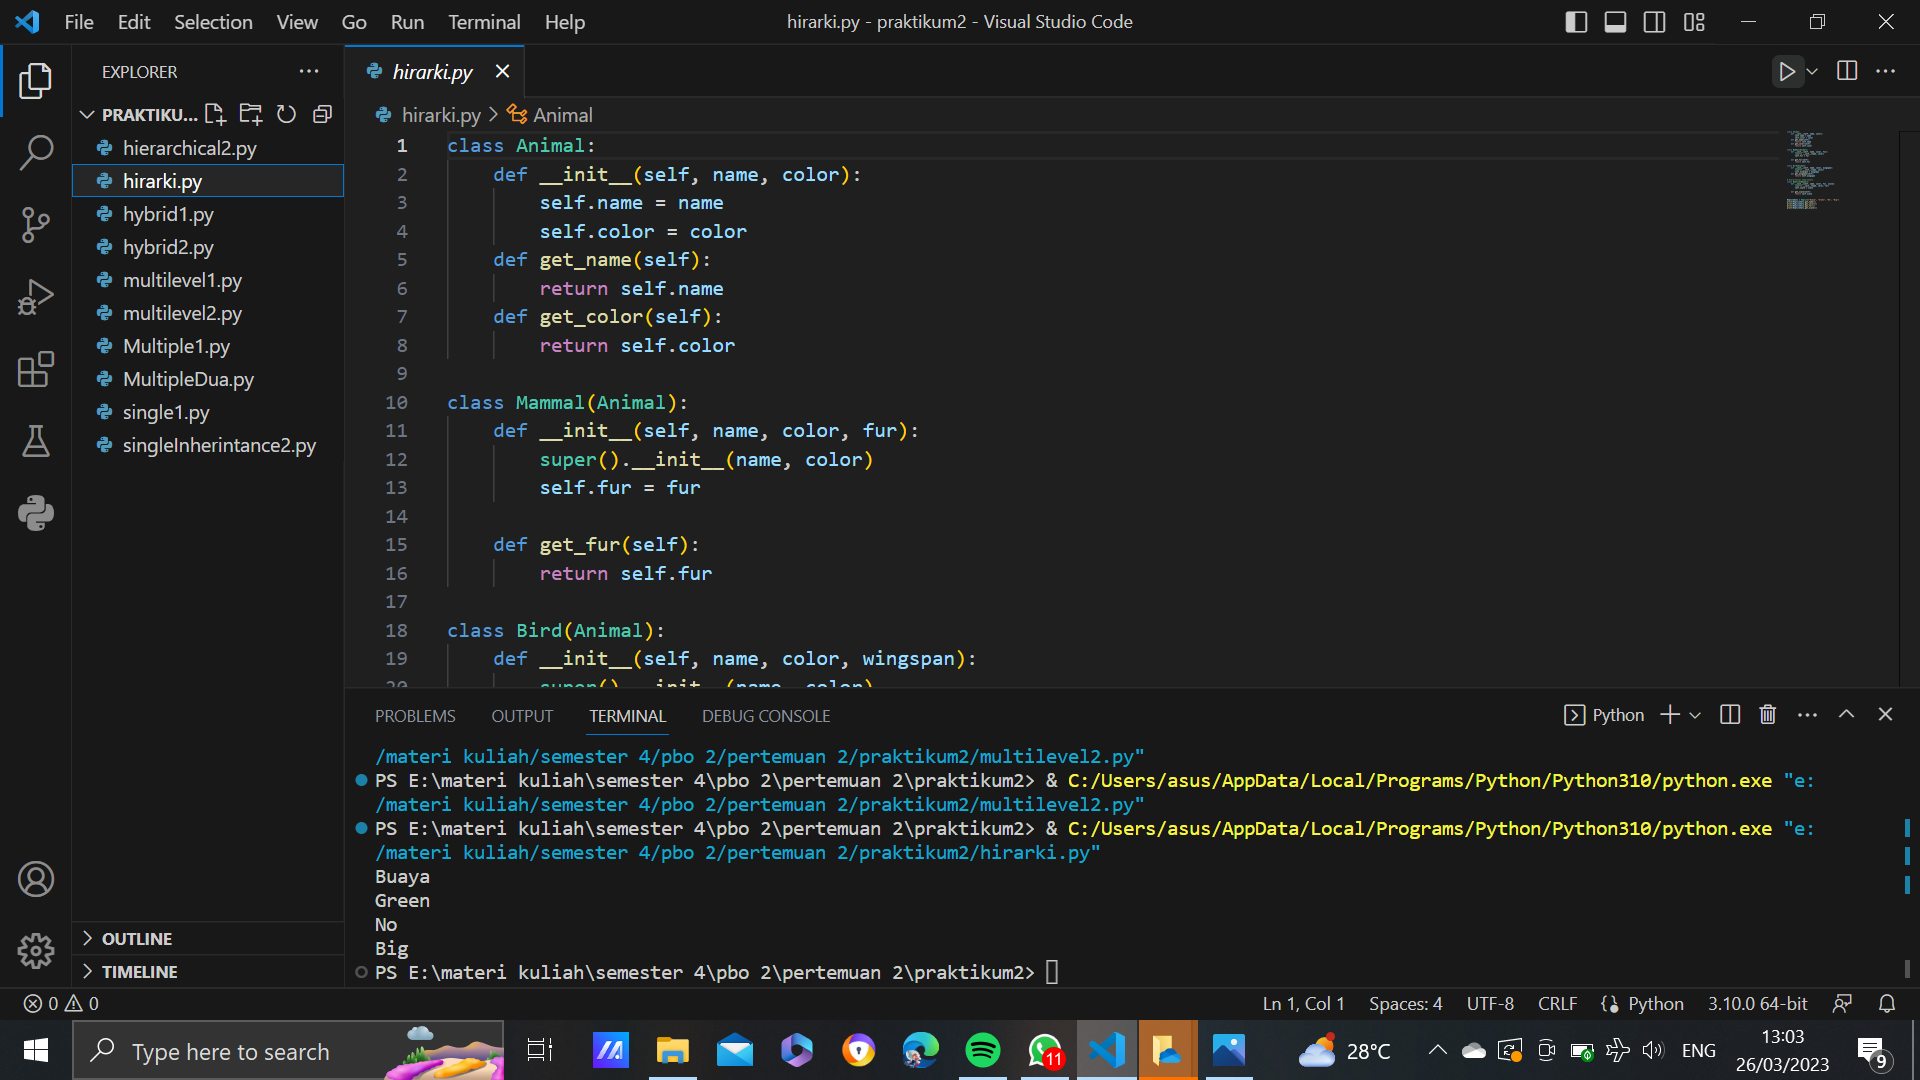 File Edit Selection View Go Run Terminal Help
hirarki.py - praktikum2 - Visual Studio Code
EXPLORER
PRAKTIKU...
hierarchical2.py
hirarki.py
hybrid1.py
hybrid2.py
multilevel1.py
multilevel2.py
Multiple1.py
MultipleDua.py
single1.py
singleInherintance2.py
OUTLINE
TIMELINE
hirarki.py
hirarki.py > Animal
1 class Animal:
2     def __init__(self, name, color):
3         self.name = name
4         self.color = color
5     def get_name(self):
6         return self.name
7     def get_color(self):
8         return self.color
9
10 class Mammal(Animal):
11     def __init__(self, name, color, fur):
12         super().__init__(name, color)
13         self.fur = fur
14
15     def get_fur(self):
16         return self.fur
17
18 class Bird(Animal):
19     def __init__(self, name, color, wingspan):
20         super().__init__(name, color)
PROBLEMS OUTPUT TERMINAL DEBUG CONSOLE
Python
/materi kuliah/semester 4/pbo 2/pertemuan 2/praktikum2/multilevel2.py"
PS E:\materi kuliah\semester 4\pbo 2\pertemuan 2\praktikum2> & C:/Users/asus/AppData/Local/Programs/Python/Python310/python.exe "e:
/materi kuliah/semester 4/pbo 2/pertemuan 2/praktikum2/multilevel2.py"
PS E:\materi kuliah\semester 4\pbo 2\pertemuan 2\praktikum2> & C:/Users/asus/AppData/Local/Programs/Python/Python310/python.exe "e:
/materi kuliah/semester 4/pbo 2/pertemuan 2/praktikum2/hirarki.py"
Buaya
Green
No
Big
PS E:\materi kuliah\semester 4\pbo 2\pertemuan 2\praktikum2>
0 0
Ln 1, Col 1 Spaces: 4 UTF-8 CRLF Python 3.10.0 64-bit
Type here to search
11
28°C
ENG
13:03
26/03/2023
9